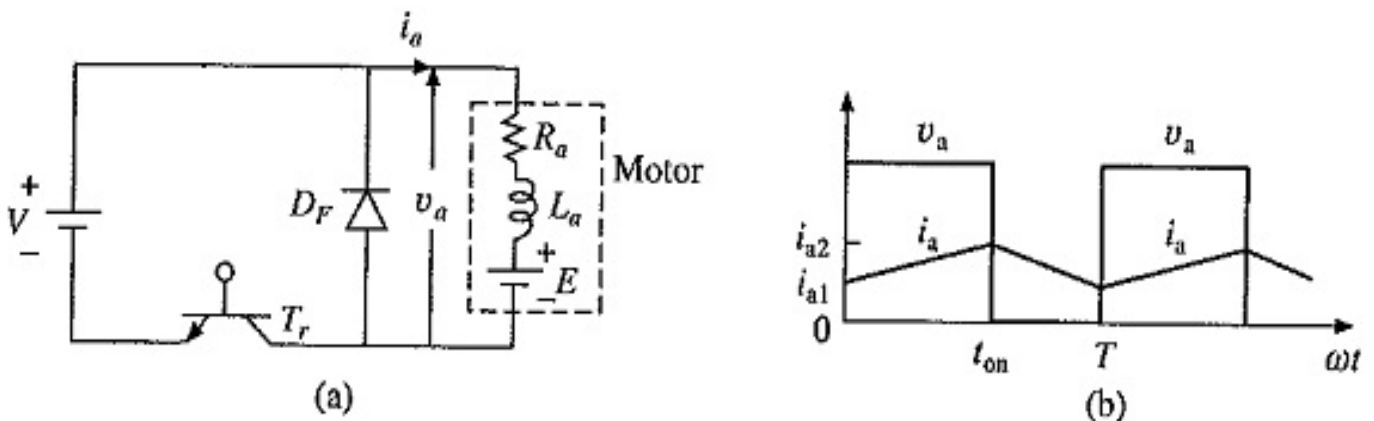 i_a
+
V
−
D_F
v_a
R_a
L_a
+
E
−
Motor
T_r
(a)
v_a
v_a
i_a2
i_a
i_a
i_a1
0
t_on
T
ωt
(b)